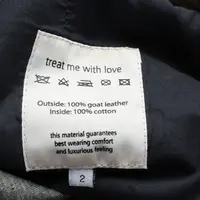 treat me with love
Outside: 100% goat leather
Inside: 100% cotton
this material guarantees
best wearing comfort
and luxurious feeling
2